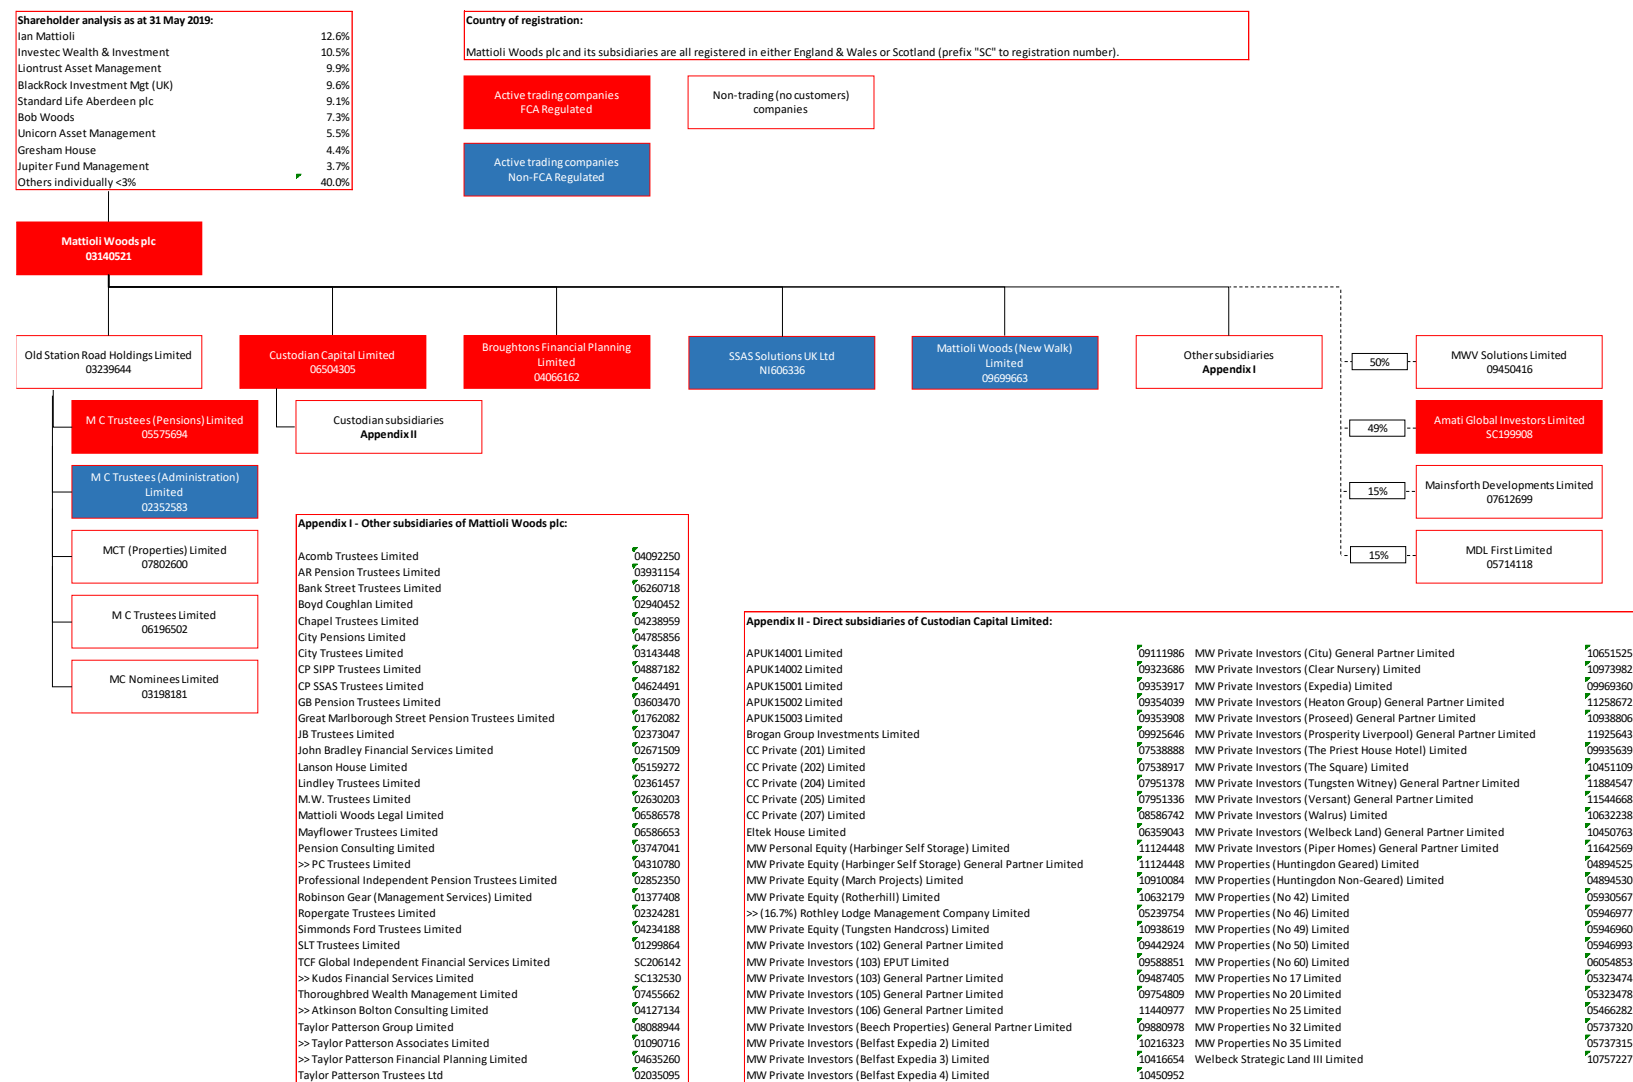 Shareholder analysis as at 31 May 2019:
Ian Mattioli 12.6%
Investec Wealth & Investment 10.5%
Liontrust Asset Management 9.9%
BlackRock Investment Mgt (UK) 9.6%
Standard Life Aberdeen plc 9.1%
Bob Woods 7.3%
Unicorn Asset Management 5.5%
Gresham House 4.4%
Jupiter Fund Management 3.7%
Others individually <3% 40.0%
Country of registration:
Mattioli Woods plc and its subsidiaries are all registered in either England & Wales or Scotland (prefix "SC" to registration number).
Active trading companies
FCA Regulated
Non-trading (no customers)
companies
Active trading companies
Non-FCA Regulated
Mattioli Woods plc
03140521
Old Station Road Holdings Limited
03239644
Custodian Capital Limited
06504305
Broughtons Financial Planning
Limited
04066162
SSAS Solutions UK Ltd
NI606336
Mattioli Woods (New Walk)
Limited
09699663
Other subsidiaries
Appendix I
50%
MWV Solutions Limited
09450416
M C Trustees (Pensions) Limited
05575694
Custodian subsidiaries
Appendix II
49%
Amati Global Investors Limited
SC199908
M C Trustees (Administration)
Limited
02352583
15%
Mainsforth Developments Limited
07612699
MCT (Properties) Limited
07802600
15%
MDL First Limited
05714118
M C Trustees Limited
06196502
MC Nominees Limited
03198181
Appendix I - Other subsidiaries of Mattioli Woods plc:
Acomb Trustees Limited 04092250
AR Pension Trustees Limited 03931154
Bank Street Trustees Limited 06260718
Boyd Coughlan Limited 02940452
Chapel Trustees Limited 04238959
City Pensions Limited 04785856
City Trustees Limited 03143448
CP SIPP Trustees Limited 04887182
CP SSAS Trustees Limited 04624491
GB Pension Trustees Limited 03603470
Great Marlborough Street Pension Trustees Limited 01762082
JB Trustees Limited 02373047
John Bradley Financial Services Limited 02671509
Lanson House Limited 05159272
Lindley Trustees Limited 02361457
M.W. Trustees Limited 02630203
Mattioli Woods Legal Limited 06586578
Mayflower Trustees Limited 06586653
Pension Consulting Limited 03747041
>> PC Trustees Limited 04310780
Professional Independent Pension Trustees Limited 02852350
Robinson Gear (Management Services) Limited 01377408
Ropergate Trustees Limited 02324281
Simmonds Ford Trustees Limited 04234188
SLT Trustees Limited 01299864
TCF Global Independent Financial Services Limited SC206142
>> Kudos Financial Services Limited SC132530
Thoroughbred Wealth Management Limited 07455662
>> Atkinson Bolton Consulting Limited 04127134
Taylor Patterson Group Limited 08088944
>> Taylor Patterson Associates Limited 01090716
>> Taylor Patterson Financial Planning Limited 04635260
Taylor Patterson Trustees Ltd 02035095
Appendix II - Direct subsidiaries of Custodian Capital Limited:
APUK14001 Limited 09111986 MW Private Investors (Citu) General Partner Limited 10651525
APUK14002 Limited 09323686 MW Private Investors (Clear Nursery) Limited 10973982
APUK15001 Limited 09353917 MW Private Investors (Expedia) Limited 09969360
APUK15002 Limited 09354039 MW Private Investors (Heaton Group) General Partner Limited 11258672
APUK15003 Limited 09353908 MW Private Investors (Proseed) General Partner Limited 10938806
Brogan Group Investments Limited 09925646 MW Private Investors (Prosperity Liverpool) General Partner Limited 11925643
CC Private (201) Limited 07538888 MW Private Investors (The Priest House Hotel) Limited 09935639
CC Private (202) Limited 07538917 MW Private Investors (The Square) Limited 10451109
CC Private (204) Limited 07951378 MW Private Investors (Tungsten Witney) General Partner Limited 11884547
CC Private (205) Limited 07951336 MW Private Investors (Versant) General Partner Limited 11544668
CC Private (207) Limited 08586742 MW Private Investors (Walrus) Limited 10632238
Eltek House Limited 06359043 MW Private Investors (Welbeck Land) General Partner Limited 10450763
MW Personal Equity (Harbinger Self Storage) Limited 11124448 MW Private Investors (Piper Homes) General Partner Limited 11642569
MW Private Equity (Harbinger Self Storage) General Partner Limited 11124448 MW Properties (Huntingdon Geared) Limited 04894525
MW Private Equity (March Projects) Limited 10910084 MW Properties (Huntingdon Non-Geared) Limited 04894530
MW Private Equity (Rotherhill) Limited 10632179 MW Properties (No 42) Limited 05930567
>> (16.7%) Rothley Lodge Management Company Limited 05239754 MW Properties (No 46) Limited 05946977
MW Private Equity (Tungsten Handcross) Limited 10938619 MW Properties (No 49) Limited 05946960
MW Private Investors (102) General Partner Limited 09442924 MW Properties (No 50) Limited 05946993
MW Private Investors (103) EPUT Limited 09588851 MW Properties (No 60) Limited 06054853
MW Private Investors (103) General Partner Limited 09487405 MW Properties No 17 Limited 05323474
MW Private Investors (105) General Partner Limited 09754809 MW Properties No 20 Limited 05323478
MW Private Investors (106) General Partner Limited 11440977 MW Properties No 25 Limited 05466282
MW Private Investors (Beech Properties) General Partner Limited 09880978 MW Properties No 32 Limited 05737320
MW Private Investors (Belfast Expedia 2) Limited 10216323 MW Properties No 35 Limited 05737315
MW Private Investors (Belfast Expedia 3) Limited 10416654 Welbeck Strategic Land III Limited 10757227
MW Private Investors (Belfast Expedia 4) Limited 10450952